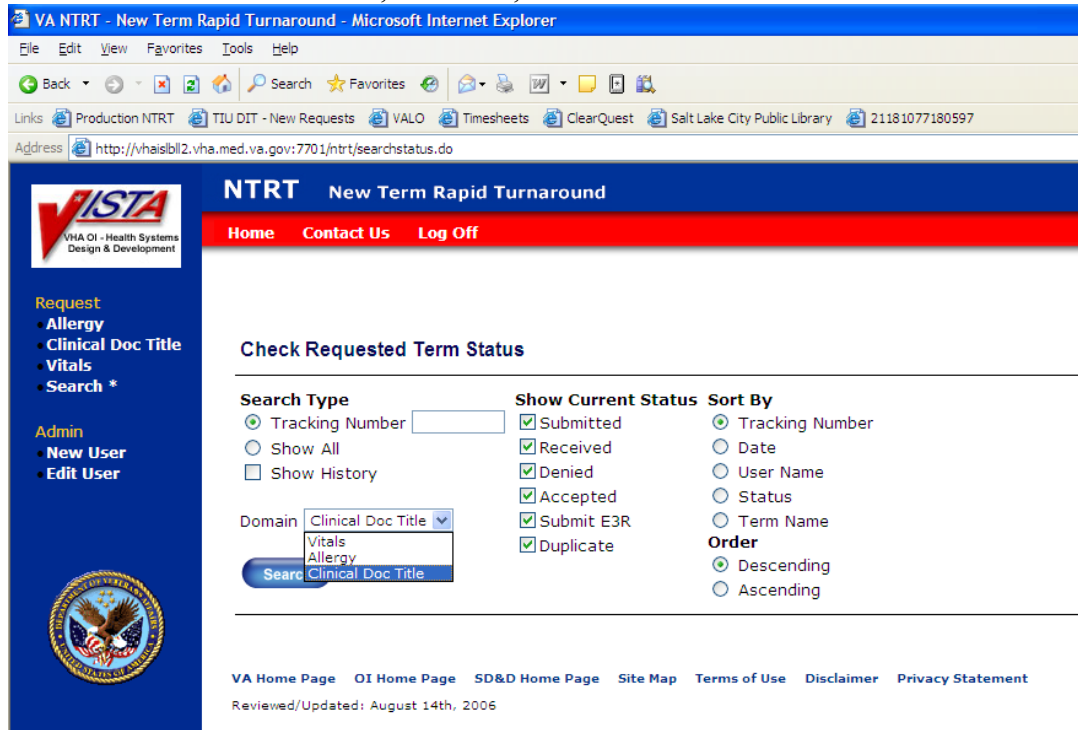 VA NTRT - New Term Rapid Turnaround - Microsoft Internet Explorer
File Edit View Favorites Tools Help
Back Search Favorites
Links Production NTRT TIU DIT - New Requests VALO Timesheets ClearQuest Salt Lake City Public Library 21181077180597
Address http://vhaislbll2.vha.med.va.gov:7701/ntrt/searchstatus.do
VISTA
VHA OI - Health Systems
Design & Development
NTRT New Term Rapid Turnaround
Home Contact Us Log Off
Request
Allergy
Clinical Doc Title
Vitals
Search *
Admin
New User
Edit User
Check Requested Term Status
Search Type Show Current Status Sort By
Tracking Number Submitted Tracking Number
Show All Received Date
Show History Denied User Name
Accepted Status
Domain Clinical Doc Title Submit E3R Term Name
Vitals Duplicate Order
Allergy Descending
Clinical Doc Title
Ascending
VA Home Page OI Home Page SD&D Home Page Site Map Terms of Use Disclaimer Privacy Statement
Reviewed/Updated: August 14th, 2006